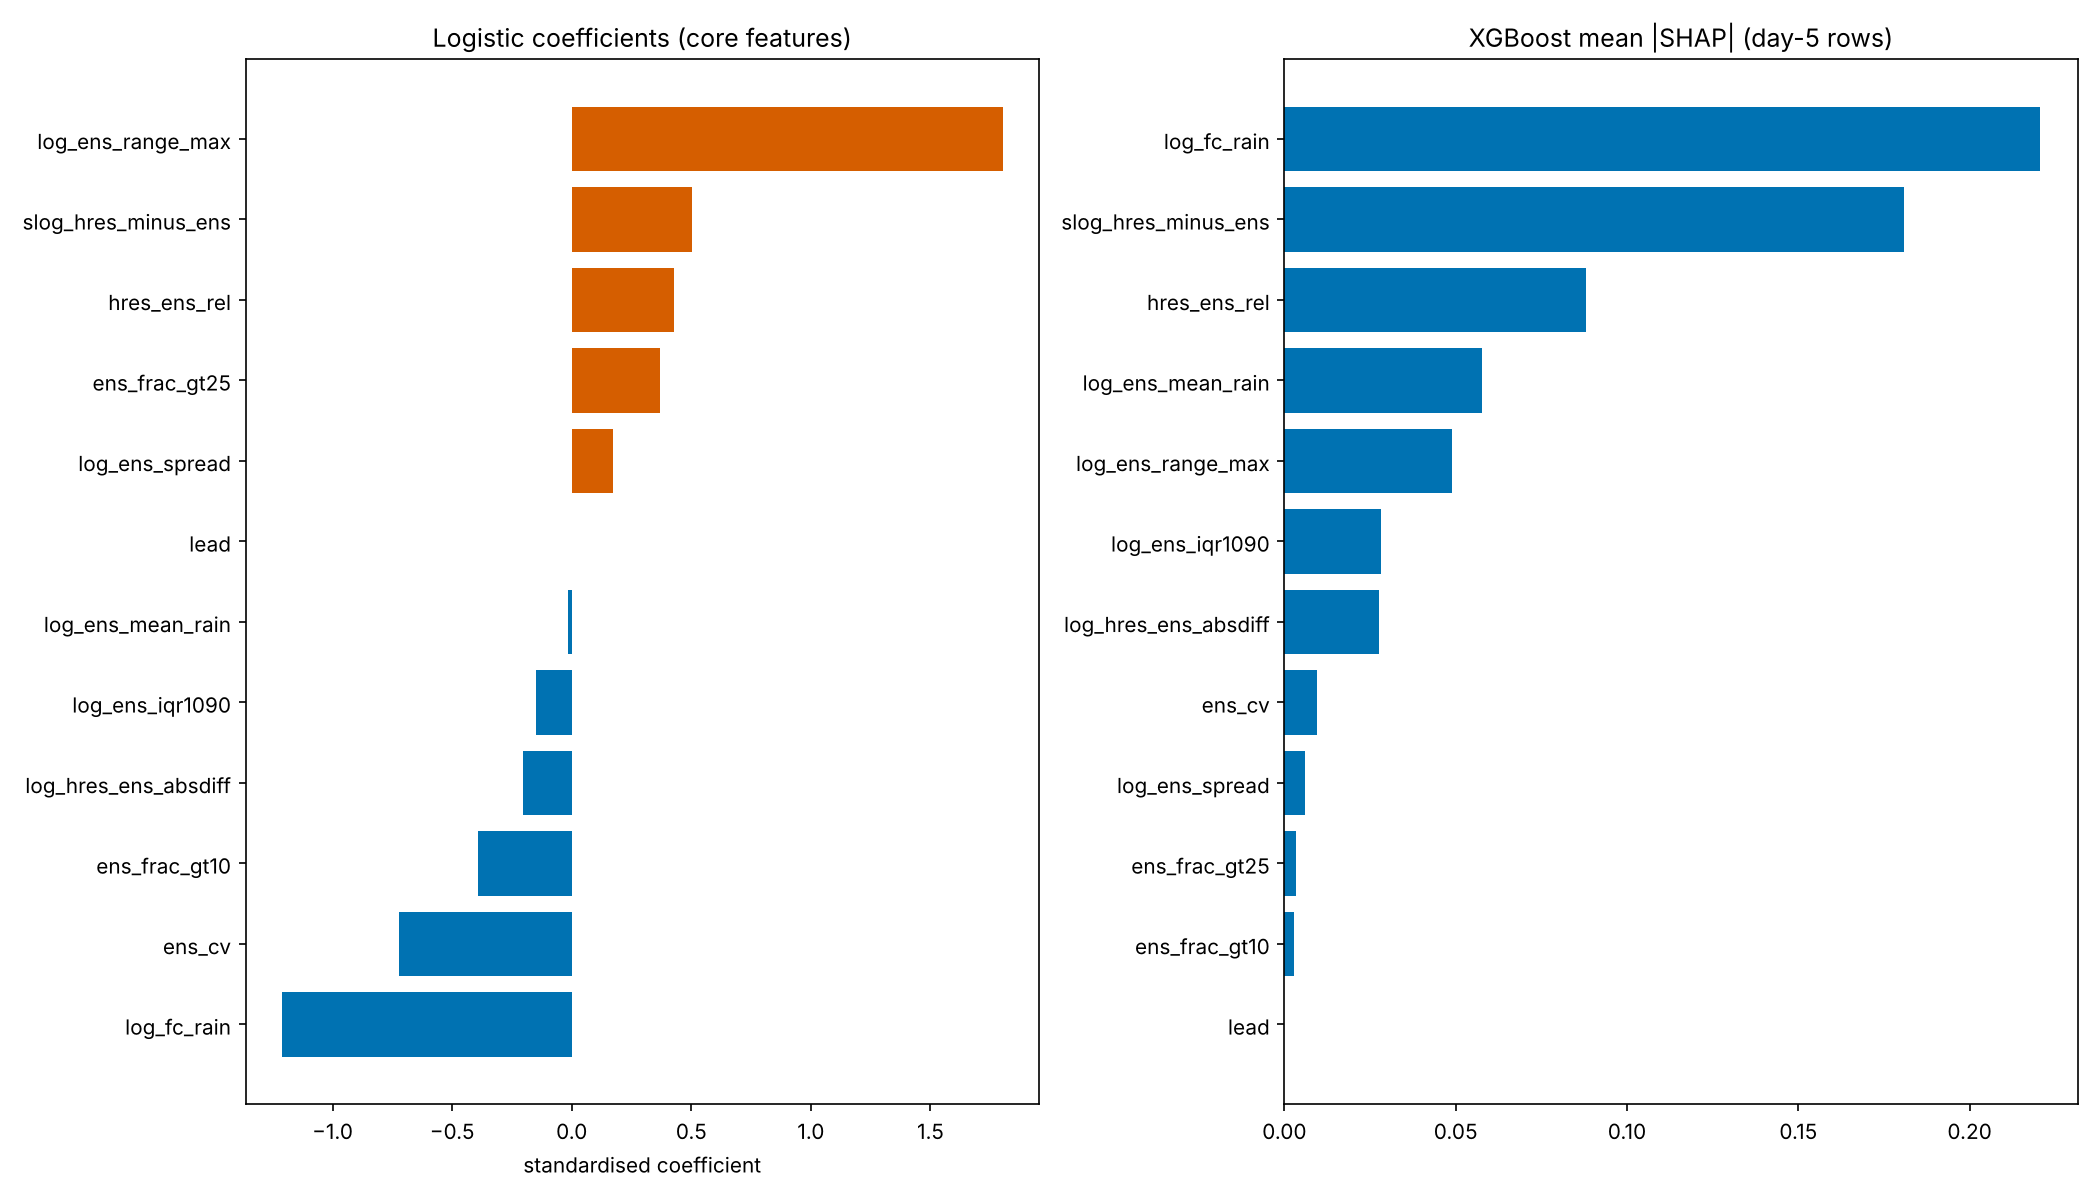 Logistic coefficients (core features)
log_ens_range_max
slog_hres_minus_ens
hres_ens_rel
ens_frac_gt25
log_ens_spread
lead
log_ens_mean_rain
log_ens_iqr1090
log_hres_ens_absdiff
ens_frac_gt10
ens_cv
log_fc_rain
−1.0 −0.5 0.0 0.5 1.0 1.5
standardised coefficient
XGBoost mean |SHAP| (day-5 rows)
log_fc_rain
slog_hres_minus_ens
hres_ens_rel
log_ens_mean_rain
log_ens_range_max
log_ens_iqr1090
log_hres_ens_absdiff
ens_cv
log_ens_spread
ens_frac_gt25
ens_frac_gt10
lead
0.00 0.05 0.10 0.15 0.20